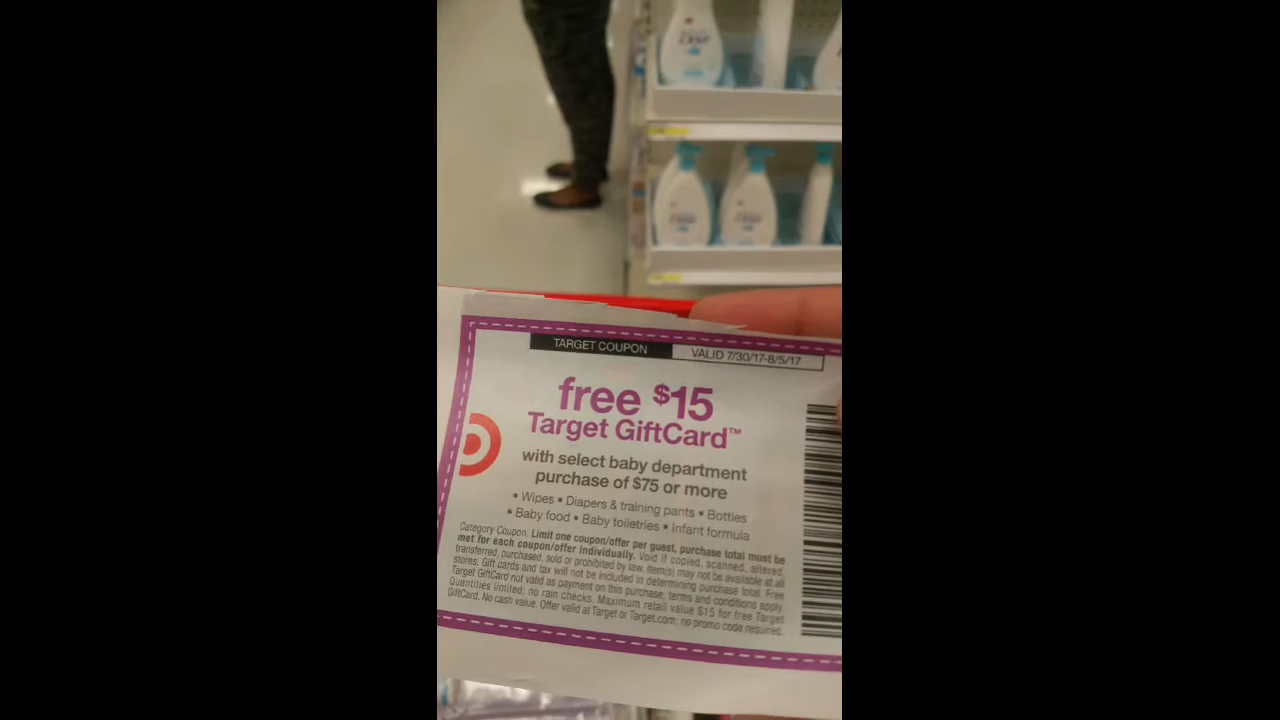 TARGET COUPON
VALID 7/30/17-8/5/17
free $15
Target GiftCard™
with select baby department
purchase of $75 or more
• Wipes • Diapers & training pants • Bottles
• Baby food • Baby toiletries • Infant formula
Category Coupon. Limit one coupon/offer per guest, purchase total must be
met for each coupon/offer individually. Void if copied, scanned, altered,
transferred, purchased, sold or prohibited by law. Item(s) may not be available at all
stores. Gift cards and tax will not be included in determining purchase total. Free
Target GiftCard not valid as payment on this purchase; terms and conditions apply.
Quantities limited; no rain checks. Maximum retail value $15 for free Target
GiftCard. No cash value. Offer valid at Target or Target.com; no promo code required.